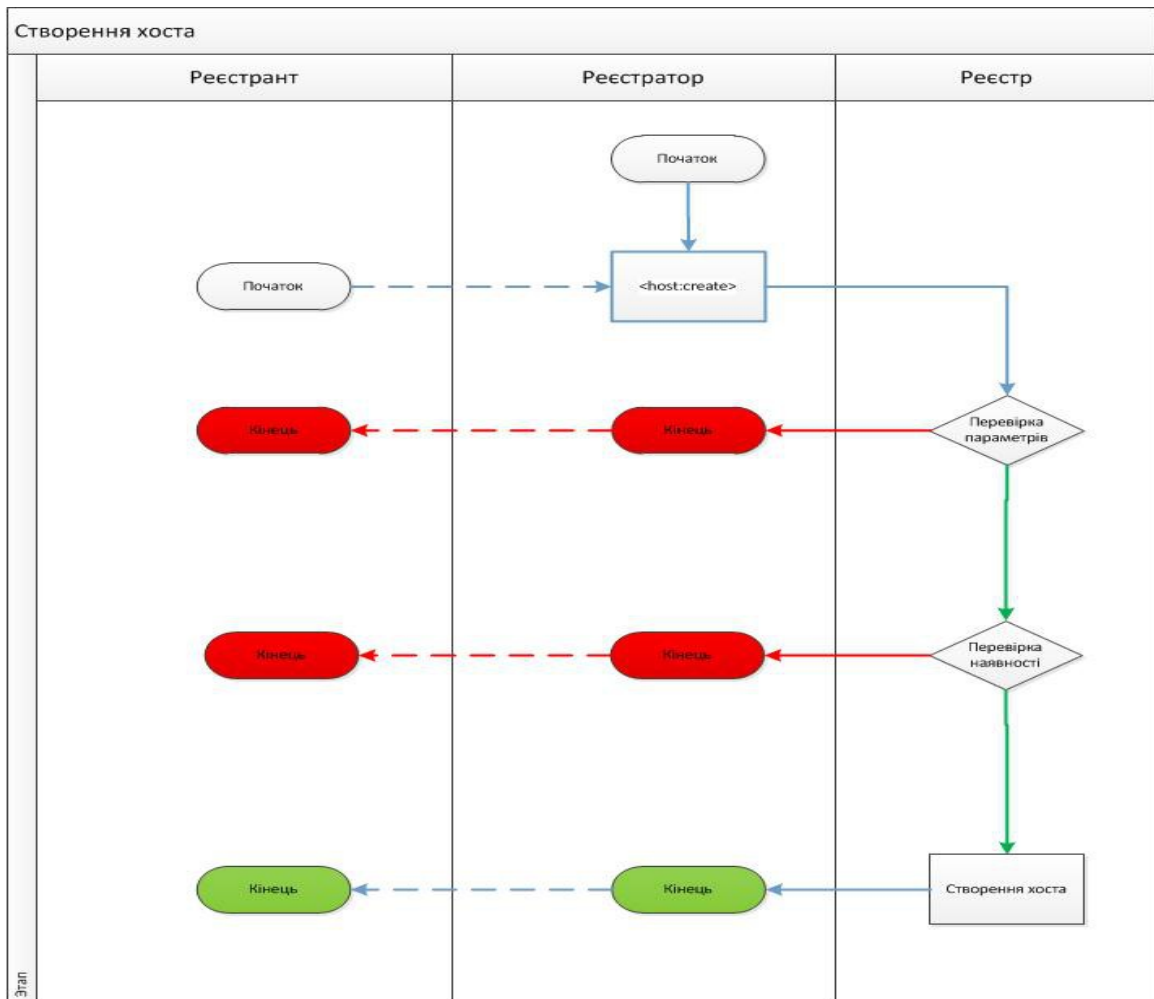 Створення хоста
Реєстрант
Реєстратор
Реєстр
Початок
Початок
<host:create>
Кінець
Кінець
Перевірка
параметрів
Кінець
Кінець
Перевірка
наявності
Кінець
Кінець
Створення хоста
Этап